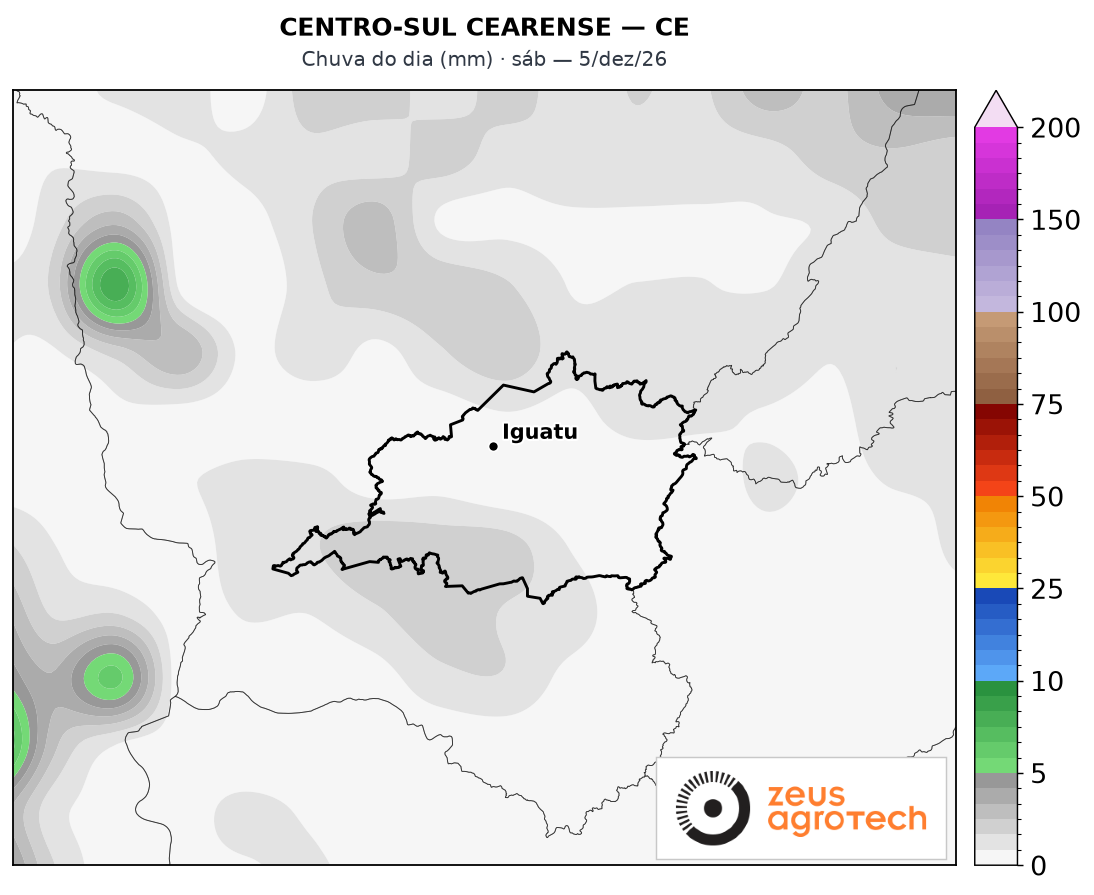 CENTRO-SUL CEARENSE — CE
Chuva do dia (mm) · sáb — 5/dez/26
200
150
100
75
50
25
10
5
0
Iguatu
zeus
agrotech